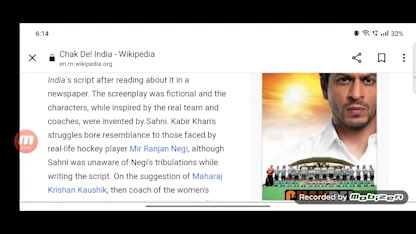 6:14
32%
Chak De! India - Wikipedia
en.m.wikipedia.org
India's script after reading about it in a
newspaper. The screenplay was fictional and the
characters, while inspired by the real team and
coaches, were invented by Sahni. Kabir Khan's
struggles bore resemblance to those faced by
real-life hockey player Mir Ranjan Negi, although
Sahni was unaware of Negi's tribulations while
writing the script. On the suggestion of Maharaj
Krishan Kaushik, then coach of the women's
Recorded by Mobizen